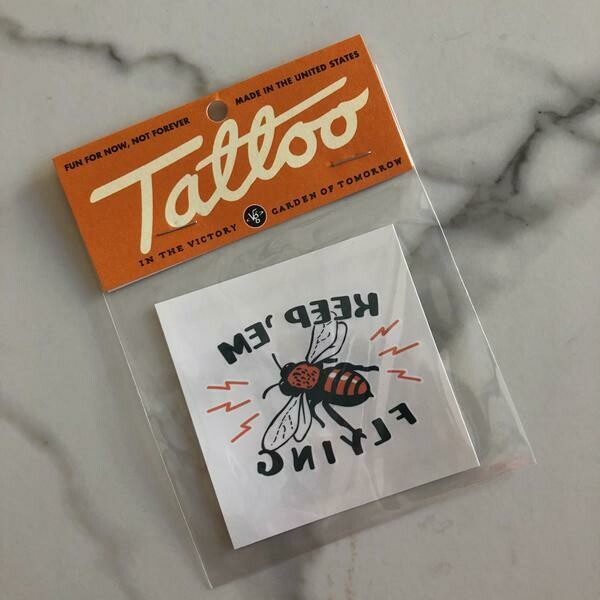 FUN FOR NOW, NOT FOREVER
MADE IN THE UNITED STATES
Tattoo
IN THE VICTORY
GARDEN OF TOMORROW
KEEP 'EM
FLYING